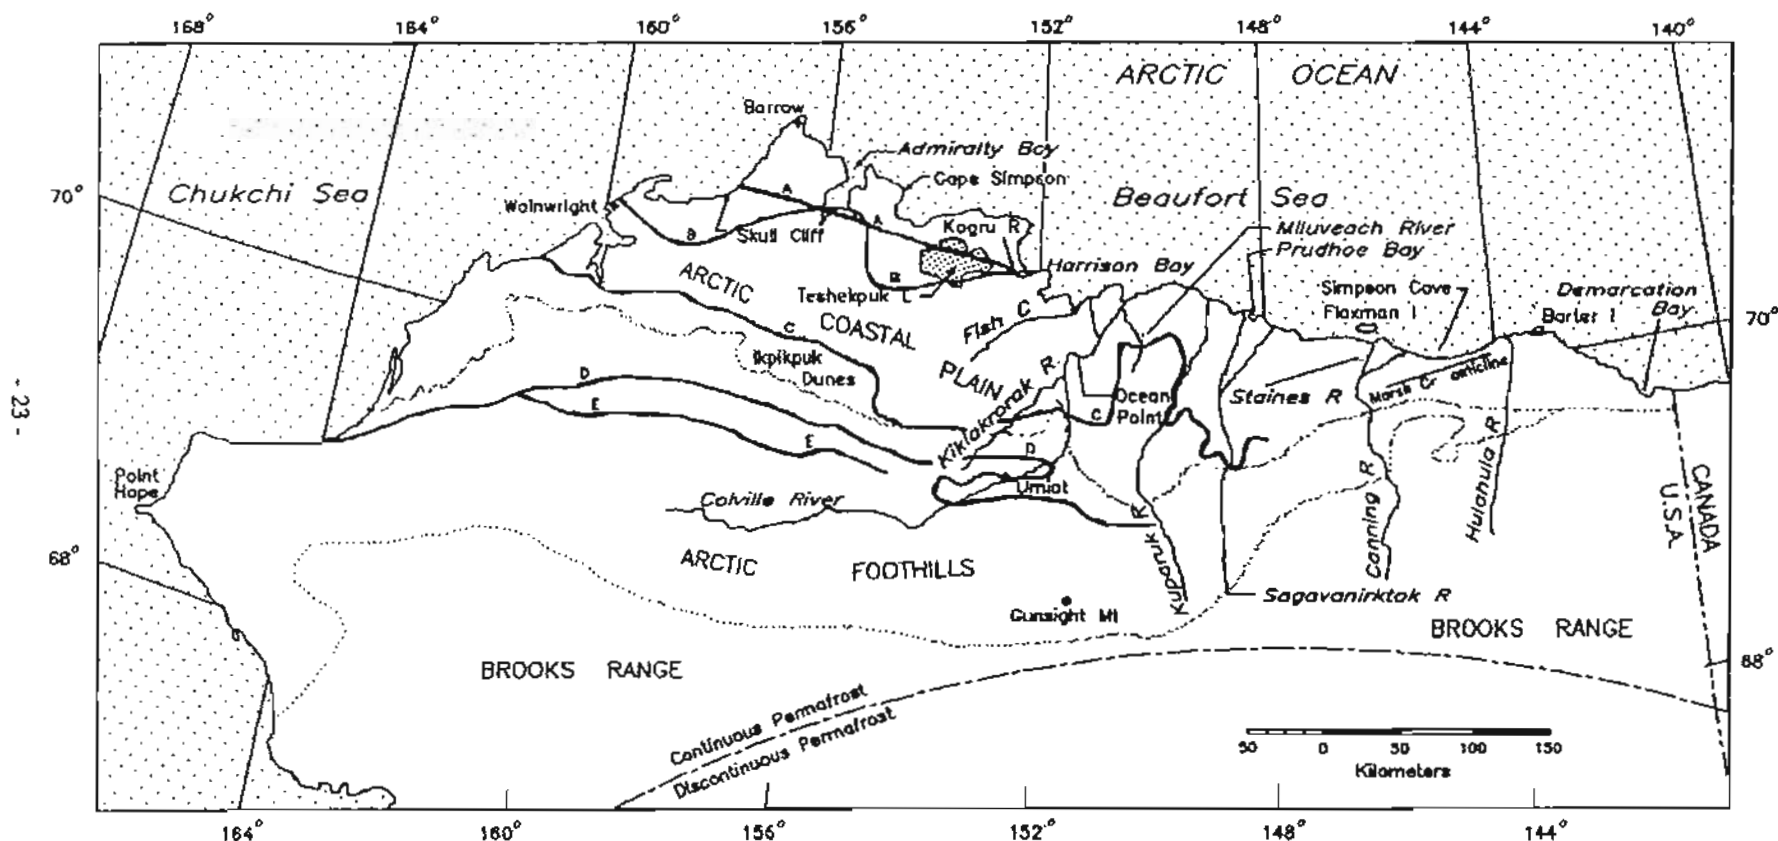 168° 164° 160° 156° 152° 148° 144° 140°
ARCTIC OCEAN
Barrow
Admiralty Bay
Chukchi Sea
Cape Simpson
70°
Beaufort Sea
Wainwright
A
A
B
Skull Cliff
Kogru R
Miluveach River
Prudhoe Bay
ARCTIC
B
Harrison Bay
Teshekpuk L
Simpson Cove
Demarcation
Bay
Flaxman I
Barter I
70°
COASTAL
C
Fish C
Ikpikpuk
Dunes
PLAIN
D
E
Kikiakrorak R
Ocean
Point
C
Staines R
Marsh Cr anticline
- 23 -
E
D
Umiat
Point
Hope
Colville River
Kuparuk R
Canning R
Hulahula R
CANADA
U.S.A.
68°
ARCTIC FOOTHILLS
Gunsight Mt
Sagavanirktok R
BROOKS RANGE
BROOKS RANGE
68°
Continuous Permafrost
Discontinuous Permafrost
50 0 50 100 150
Kilometers
164° 160° 156° 152° 148° 144°